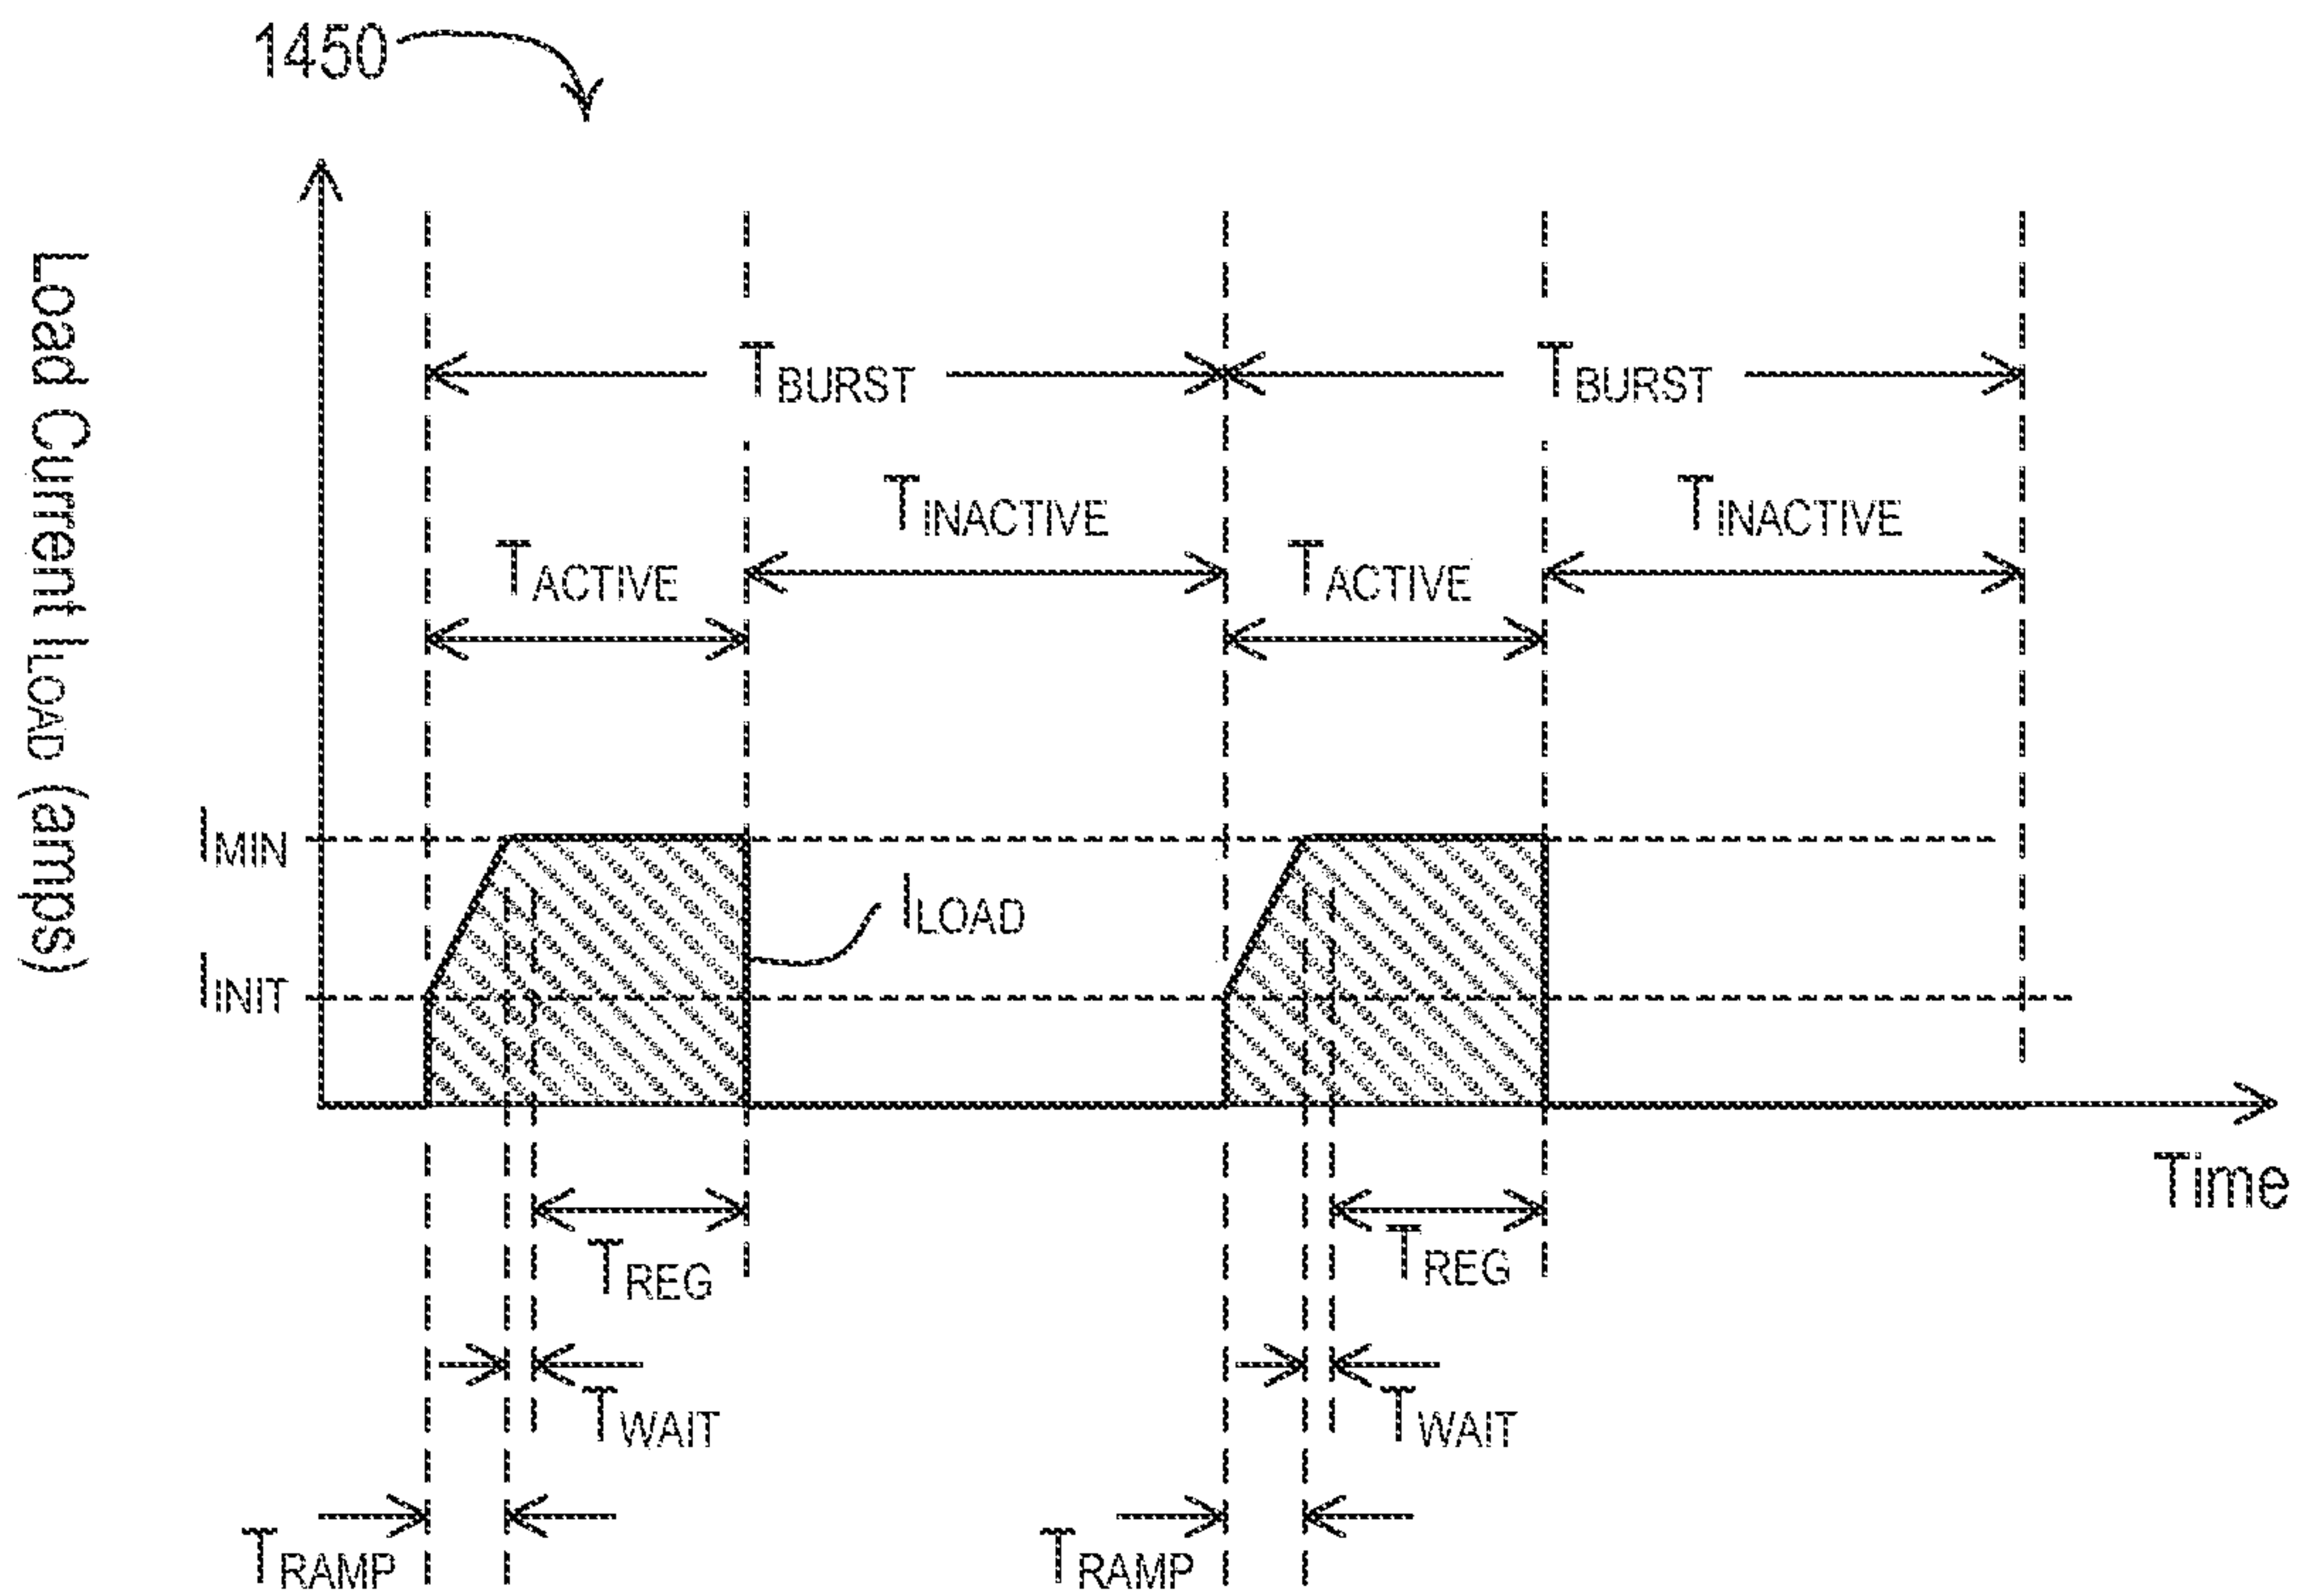 1450
Load Current ILOAD (amps)
TBURST
TBURST
TINACTIVE
TINACTIVE
TACTIVE
TACTIVE
IMIN
ILOAD
IINIT
Time
TREG
TREG
TWAIT
TWAIT
TRAMP
TRAMP